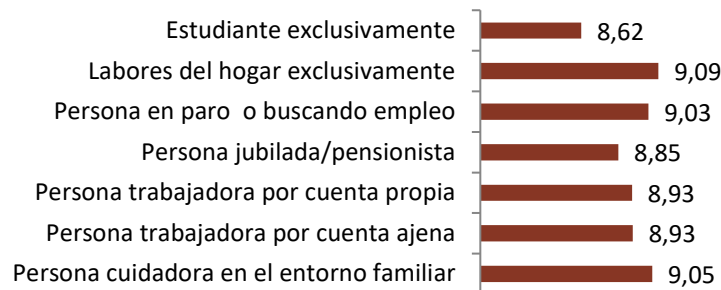 Estudiante exclusivamente 8,62
Labores del hogar exclusivamente 9,09
Persona en paro o buscando empleo 9,03
Persona jubilada/pensionista 8,85
Persona trabajadora por cuenta propia 8,93
Persona trabajadora por cuenta ajena 8,93
Persona cuidadora en el entorno familiar 9,05